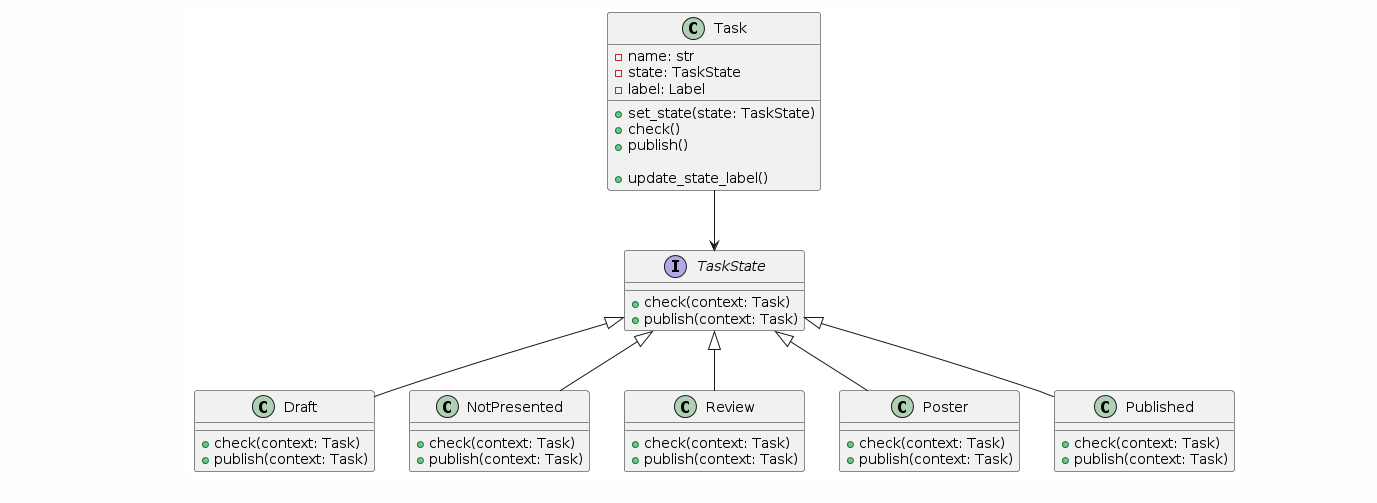 C Task
name: str
state: TaskState
label: Label
set_state(state: TaskState)
check()
publish()
update_state_label()
I TaskState
check(context: Task)
publish(context: Task)
C Draft
check(context: Task)
publish(context: Task)
C NotPresented
check(context: Task)
publish(context: Task)
C Review
check(context: Task)
publish(context: Task)
C Poster
check(context: Task)
publish(context: Task)
C Published
check(context: Task)
publish(context: Task)